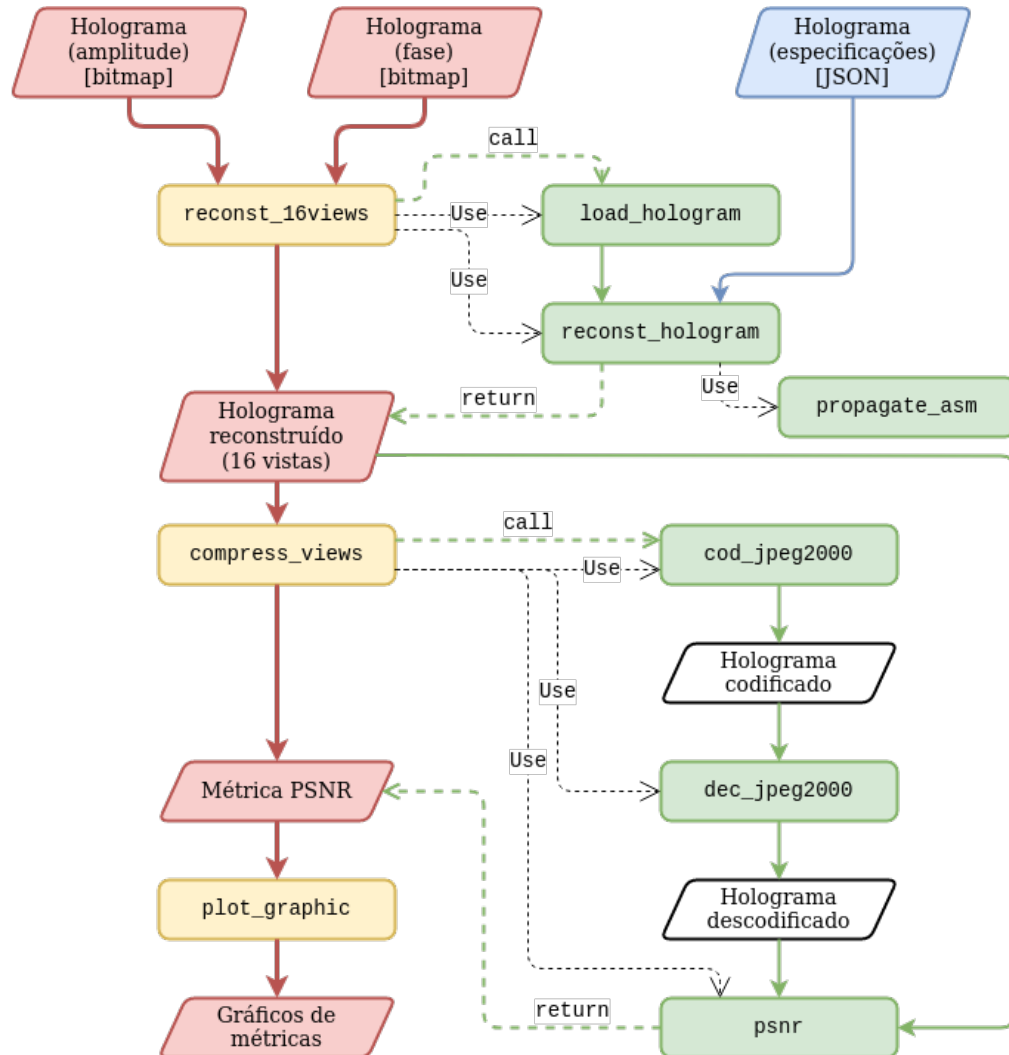 Holograma
(amplitude)
[bitmap]
Holograma
(fase)
[bitmap]
Holograma
(especificações)
[JSON]
call
reconst_16views
Use
load_hologram
Use
reconst_hologram
return
Use
propagate_asm
Holograma
reconstruído
(16 vistas)
call
compress_views
Use
cod_jpeg2000
Holograma
codificado
Use
Use
Métrica PSNR
dec_jpeg2000
plot_graphic
Holograma
descodificado
return
Gráficos de
métricas
psnr